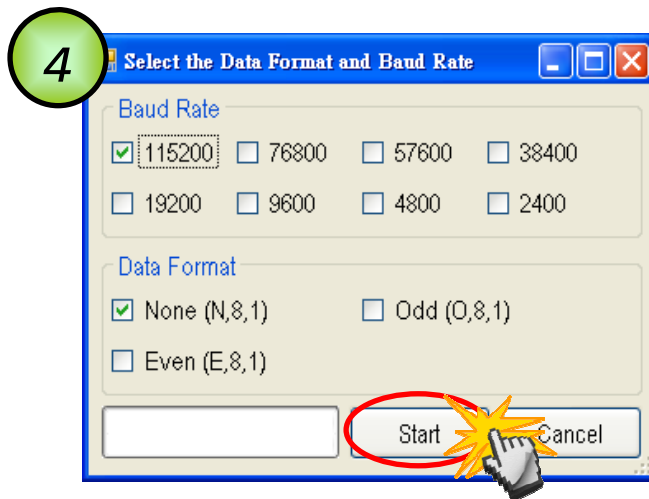 4
Select the Data Format and Baud Rate
Baud Rate
115200 76800 57600 38400
19200 9600 4800 2400
Data Format
None (N,8,1) Odd (O,8,1)
Even (E,8,1)
Start Cancel